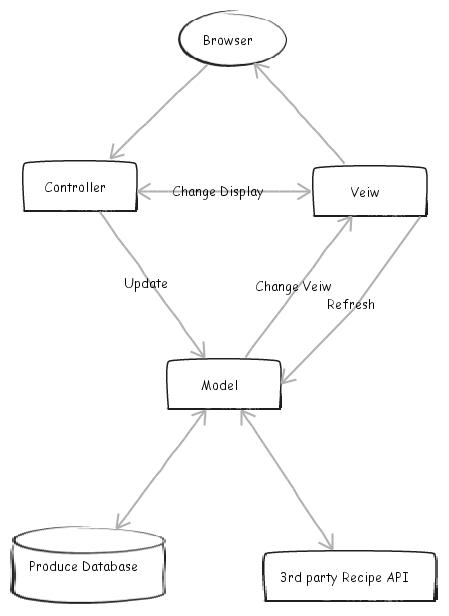 Browser
Controller
Change Display
Veiw
Update
Change Veiw
Refresh
Model
Produce Database
3rd party Recipe API